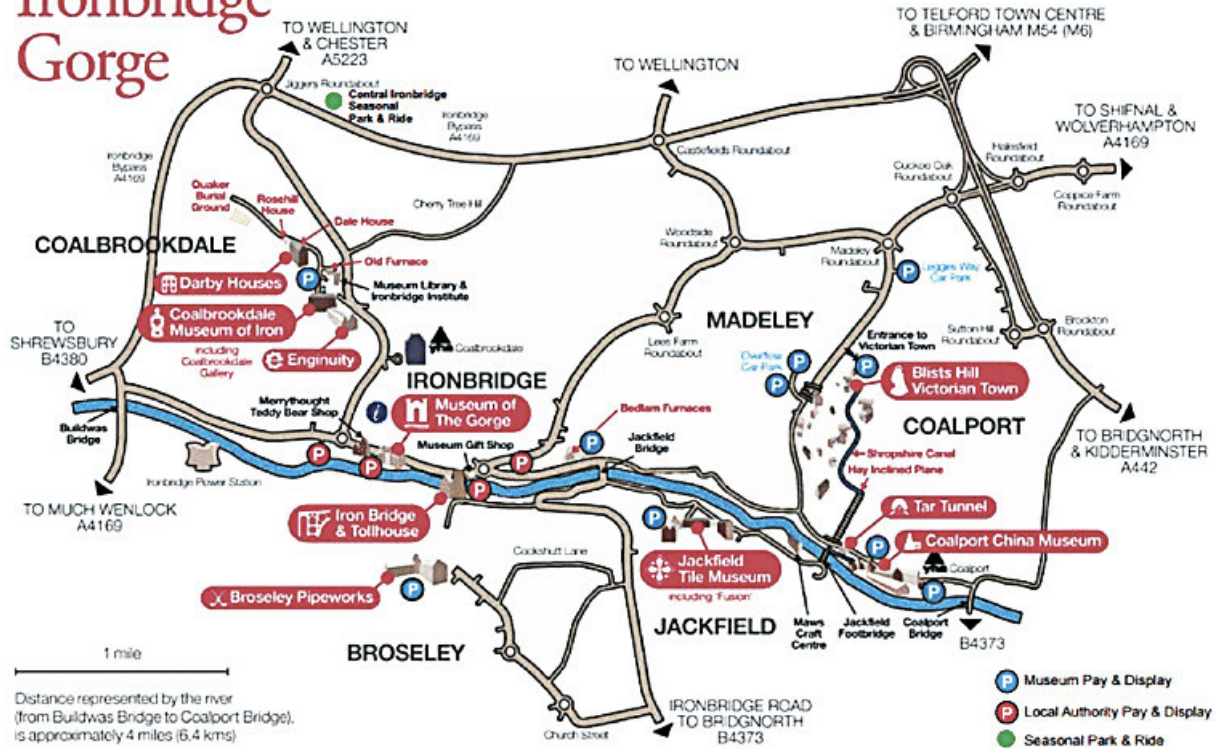 Ironbridge
Gorge
TO WELLINGTON
& CHESTER
A5223
TO WELLINGTON
TO TELFORD TOWN CENTRE
& BIRMINGHAM M54 (M6)
TO SHIFNAL &
WOLVERHAMPTON
A4169
Jiggers Roundabout
Central Ironbridge
Seasonal
Park & Ride
Ironbridge
Bypass
A4169
Ironbridge
Bypass
A4169
Castlefields Roundabout
Cuckoo Oak
Roundabout
Halesfield
Roundabout
Coppice Farm
Roundabout
Quaker
Burial
Ground
Rosehill
House
Dale House
Cherry Tree Hill
Woodside
Roundabout
Madeley
Roundabout
P
Legges Way
Car Park
COALBROOKDALE
Old Furnace
Darby Houses
P
Museum Library &
Ironbridge Institute
Coalbrookdale
Museum of Iron
including
Coalbrookdale
Gallery
Enginuity
yha Coalbrookdale
TO
SHREWSBURY
B4380
MADELEY
Lees Farm
Roundabout
Entrance to
Victorian Town
P
Sutton Hill
Roundabout
Brockton
Roundabout
Overflow
Car Park
P
P
Blists Hill
Victorian Town
IRONBRIDGE
Merrythought
Teddy Bear Shop
i
Museum of
The Gorge
Bedlam Furnaces
P
COALPORT
Buildwas
Bridge
Museum Gift Shop
Jackfield
Bridge
P
P
P
P
Shropshire Canal
Hay Inclined Plane
TO BRIDGNORTH
& KIDDERMINSTER
A442
Ironbridge Power Station
TO MUCH WENLOCK
A4169
Iron Bridge
& Tollhouse
Tar Tunnel
P
P
Coalport China Museum
yha Coalport
P
Cockshutt Lane
Jackfield
Tile Museum
including 'Fusion'
Broseley Pipeworks
P
JACKFIELD
Maws
Craft
Centre
Jackfield
Footbridge
Coalport
Bridge
B4373
BROSELEY
1 mile
Distance represented by the river
(from Buildwas Bridge to Coalport Bridge),
is approximately 4 miles (6.4 kms)
Church Street
IRONBRIDGE ROAD
TO BRIDGNORTH
B4373
P Museum Pay & Display
P Local Authority Pay & Display
Seasonal Park & Ride